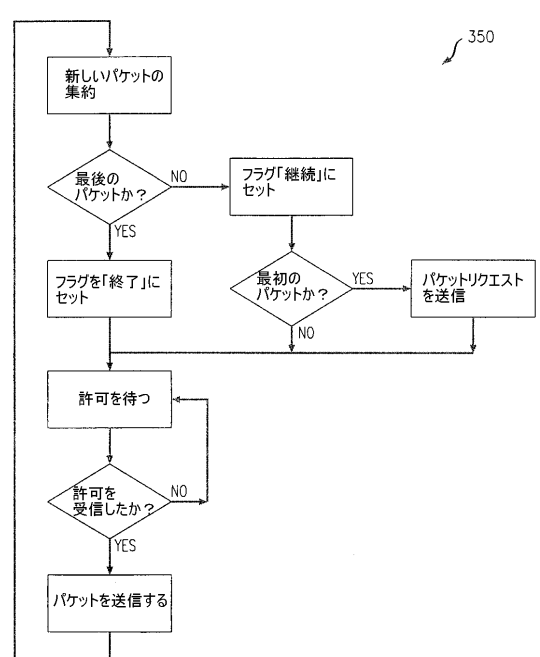 350
新しいパケットの
集約
最後の
パケットか？
NO
YES
フラグ「継続」に
セット
フラグを「終了」に
セット
最初の
パケットか？
YES
NO
パケットリクエスト
を送信
許可を待つ
許可を
受信したか？
NO
YES
パケットを送信する